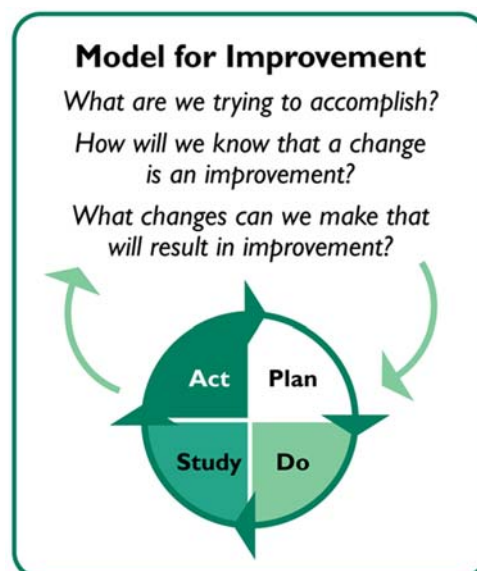 Model for Improvement
What are we trying to accomplish?
How will we know that a change
is an improvement?
What changes can we make that
will result in improvement?
Act Plan
Study Do